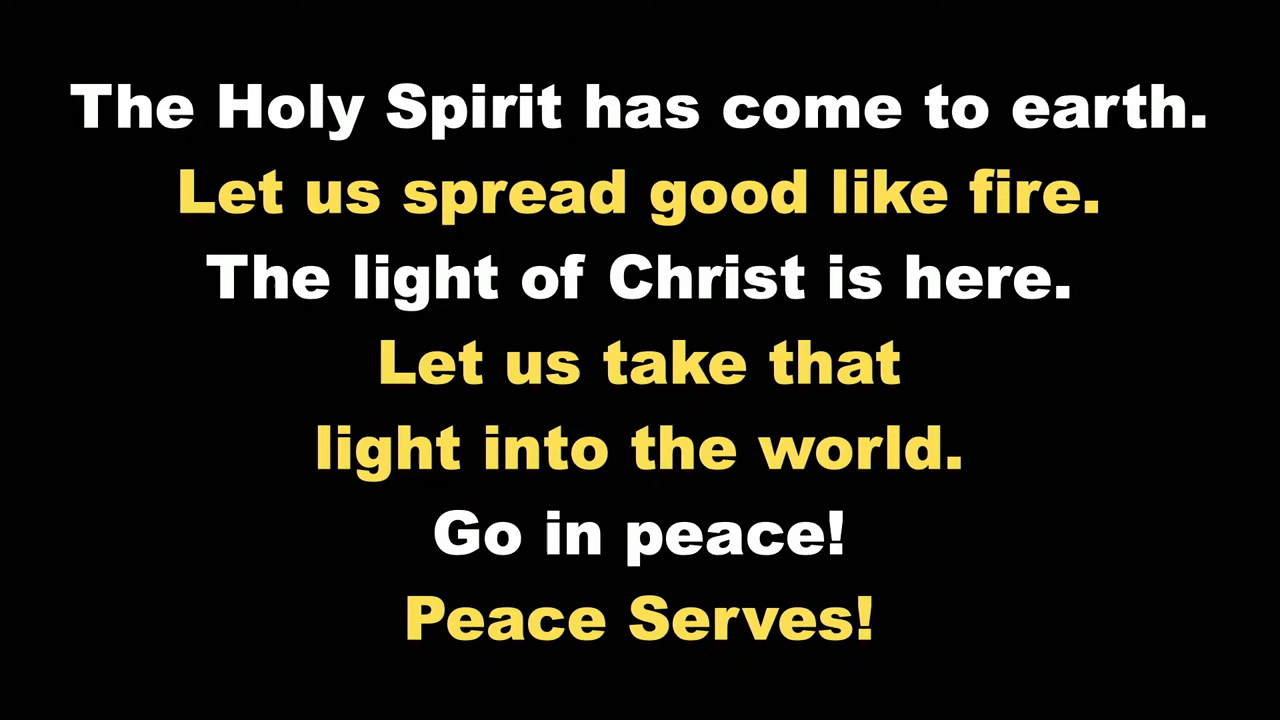 The Holy Spirit has come to earth.
Let us spread good like fire.
The light of Christ is here.
Let us take that
light into the world.
Go in peace!
Peace Serves!